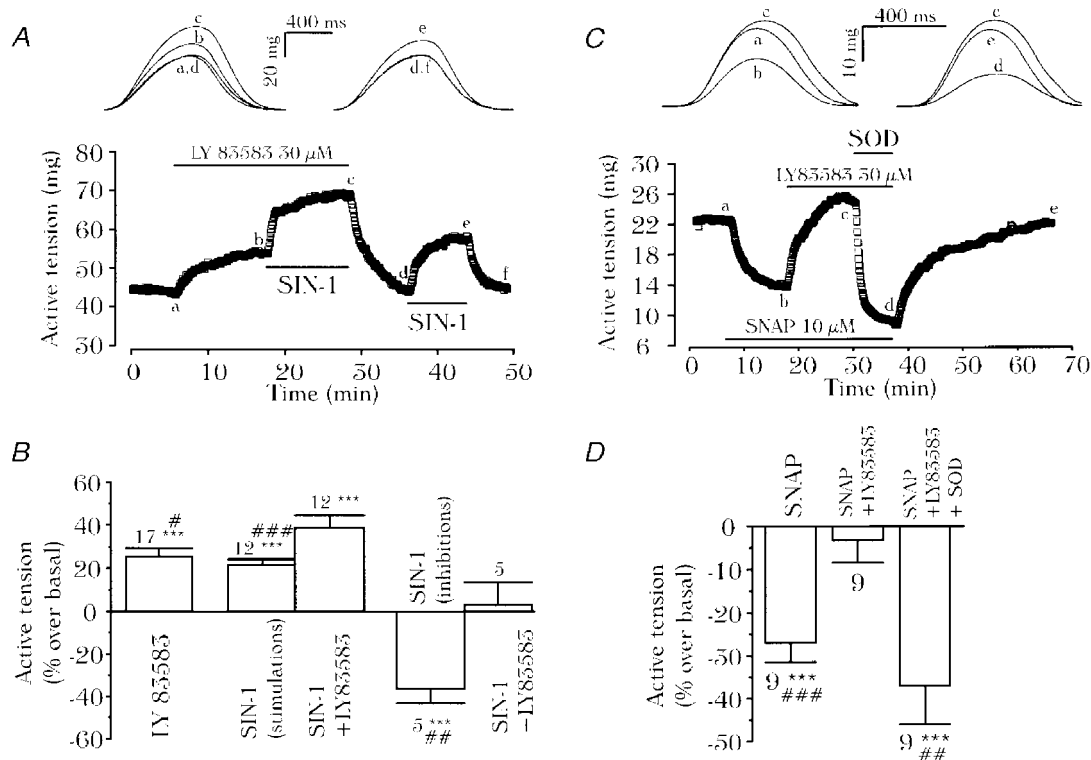 A
c
b
a,d
400 ms
20 mg
e
d,f
Active tension (mg)
80
70
60
50
40
30
LY 83583 30 µM
a
b
c
d
e
f
SIN-1
SIN-1
0
10
20
30
40
50
Time (min)
C
c
a
b
400 ms
10 mg
c
e
d
SOD
LY83583 30 µM
Active tension (mg)
30
26
22
18
14
10
6
a
b
c
d
e
SNAP 10 µM
0
10
20
30
40
50
60
70
Time (min)
B
Active tension
(% over basal)
60
40
20
0
-20
-40
-60
17 ***
#
12 ***
###
12 ***
5 ***
##
5
LY 83583
SIN-1
(stimulations)
SIN-1
+LY83583
SIN-1
(inhibitions)
SIN-1
+LY83583
D
SNAP
SNAP
+LY83583
SNAP
+LY83583
+ SOD
Active tension
(% over basal)
0
-10
-20
-30
-40
-50
9 ***
###
9
9 ***
##